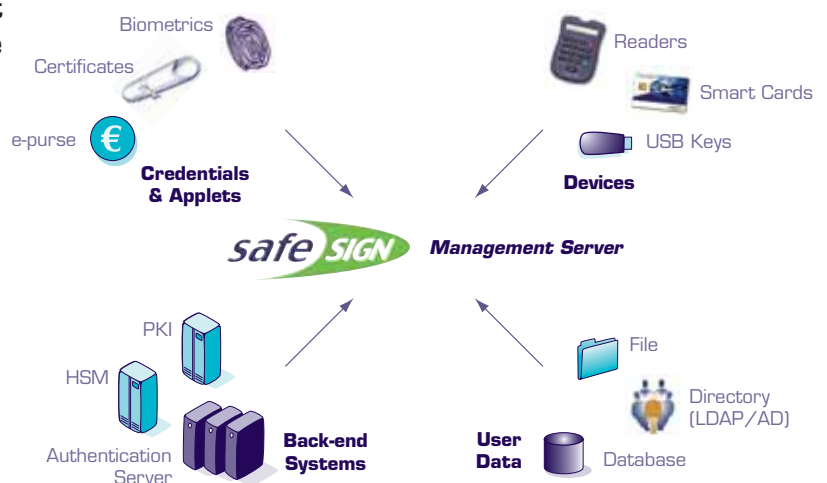 t
e
Biometrics
Certificates
e-purse
€
Credentials
& Applets
Readers
Smart Cards
USB Keys
Devices
safe SIGN Management Server
PKI
HSM
Authentication
Server
Back-end
Systems
File
Directory
(LDAP/AD)
Database
User
Data